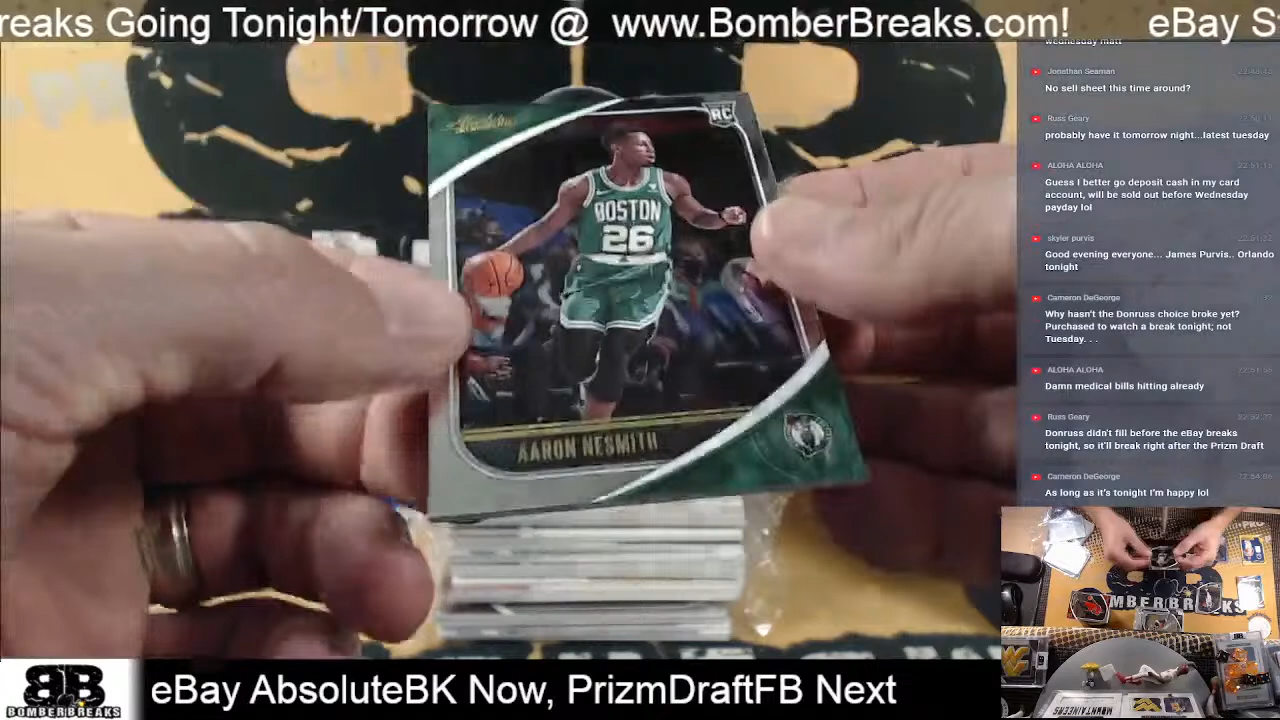 reaks Going Tonight/Tomorrow @ www.BomberBreaks.com! eBay S
wednesday matt
Jonathan Seaman
No sell sheet this time around?
Russ Geary
probably have it tomorrow night...latest tuesday
ALOHA ALOHA
Guess I better go deposit cash in my card
account, will be sold out before Wednesday
payday lol
skyler purvis
Good evening everyone... James Purvis.. Orlando
tonight
Cameron DeGeorge
Why hasn't the Donruss choice broke yet?
Purchased to watch a break tonight; not
Tuesday. . .
ALOHA ALOHA
Damn medical bills hitting already
Russ Geary
Donruss didn't fill before the eBay breaks
tonight, so it'll break right after the Prizm Draft
Cameron DeGeorge
As long as it's tonight I'm happy lol
RC
BOSTON
26
AARON NESMITH
MBERBR
MOUNTAINEERS
BB
BOMBERBREAKS
eBay AbsoluteBK Now, PrizmDraftFB Next